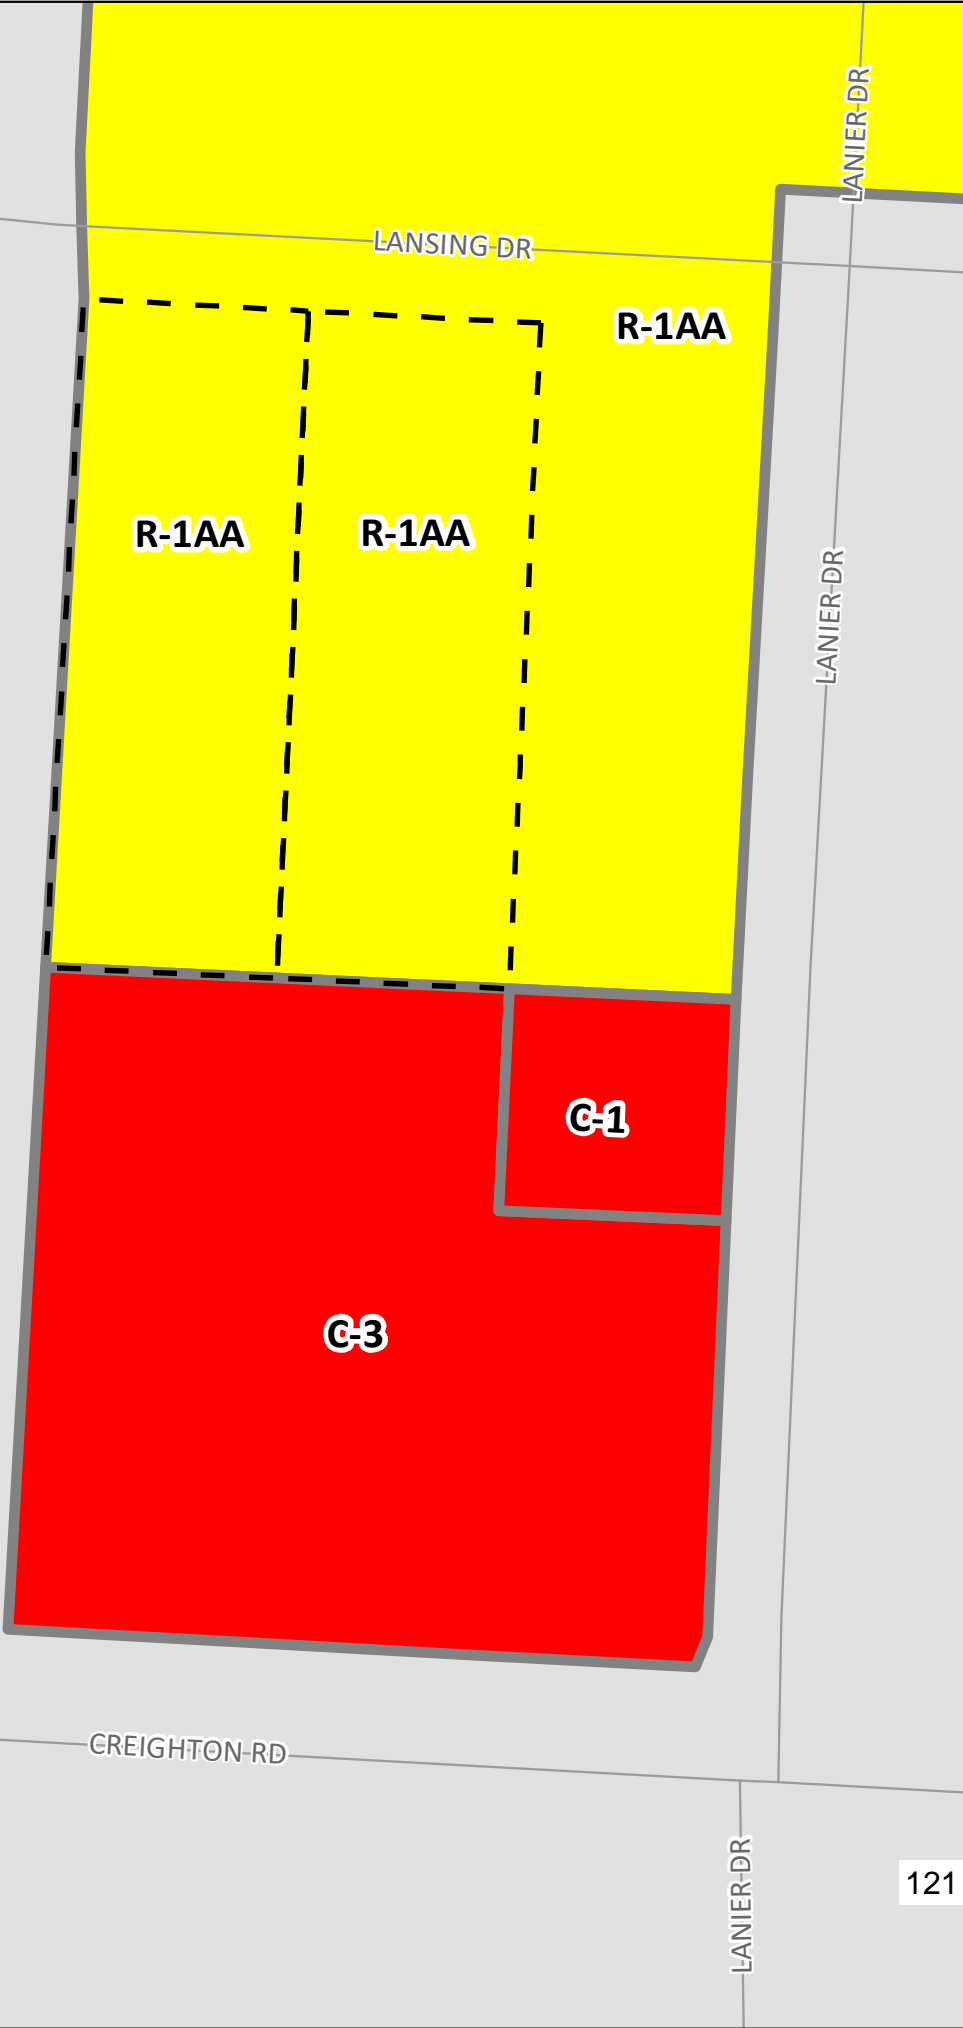 LANIER DR
LANSING DR
R-1AA
R-1AA
R-1AA
LANIER DR
C-1
C-3
CREIGHTON RD
LANIER DR
121